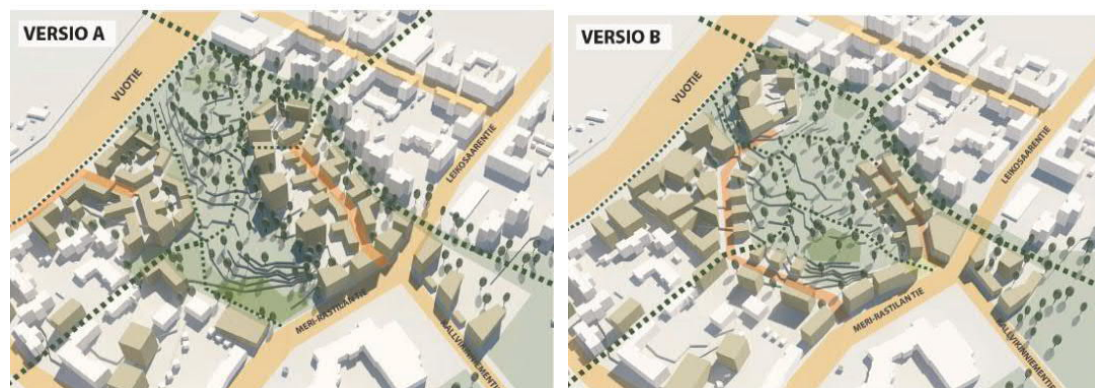 VERSIO A
VUOTIE
LEIKOSAARENTIE
MERI-RASTILANTIE
KALLVIKINNIEMENTIE
VERSIO B
VUOTIE
LEIKOSAARENTIE
MERI-RASTILANTIE
KALLVIKINNIEMENTIE